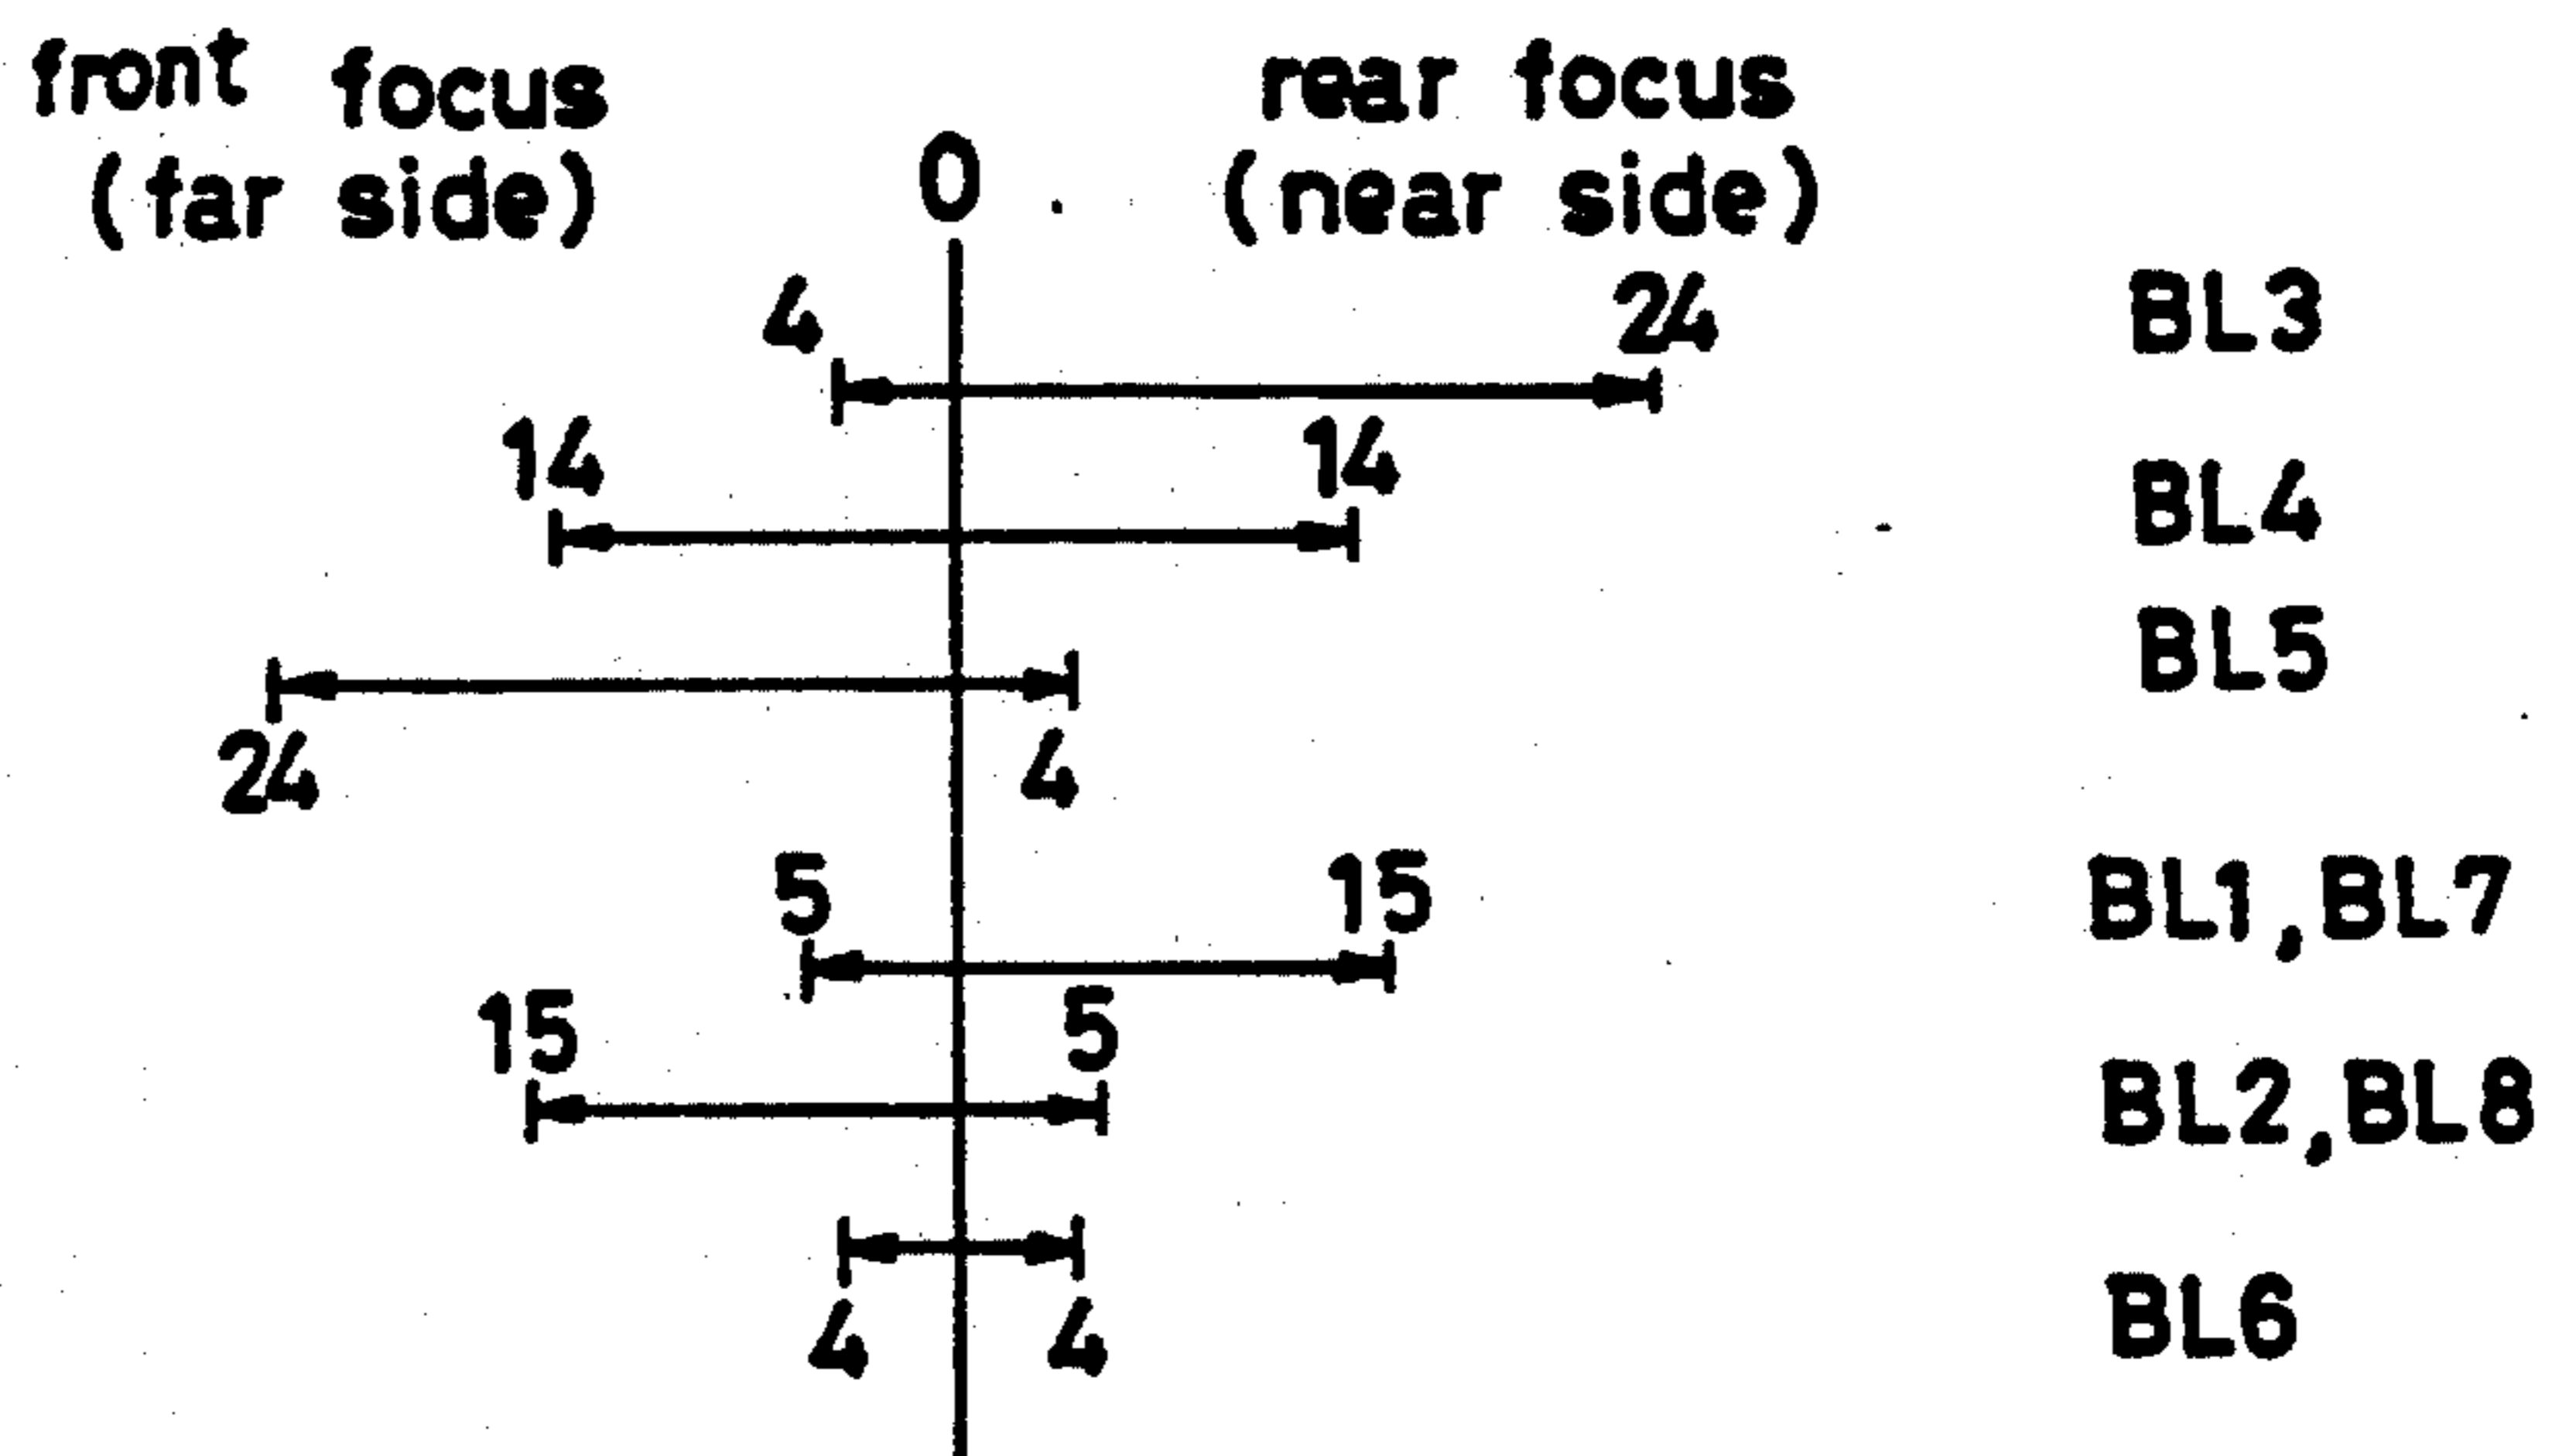 front focus
(far side)
0
rear focus
(near side)
4 24 BL3
14 14 BL4
BL5
24 4
5 15 BL1,BL7
15 5 BL2,BL8
4 4 BL6